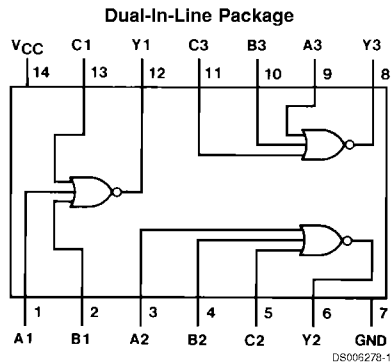 Dual-In-Line Package
VCC C1 Y1 C3 B3 A3 Y3
14 13 12 11 10 9 8
1 2 3 4 5 6 7
A1 B1 A2 B2 C2 Y2 GND
DS006278-1